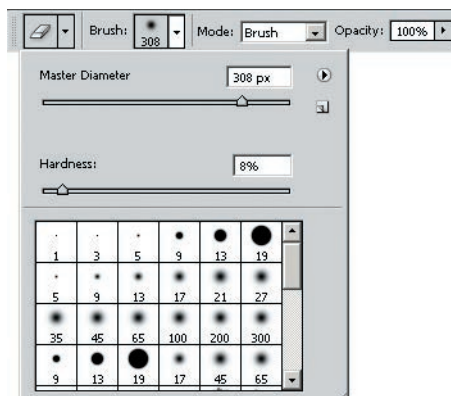 Brush: 308 Mode: Brush Opacity: 100%
Master Diameter 308 px
Hardness: 8%
1 3 5 9 13 19
5 9 13 17 21 27
35 45 65 100 200 300
9 13 19 17 45 65